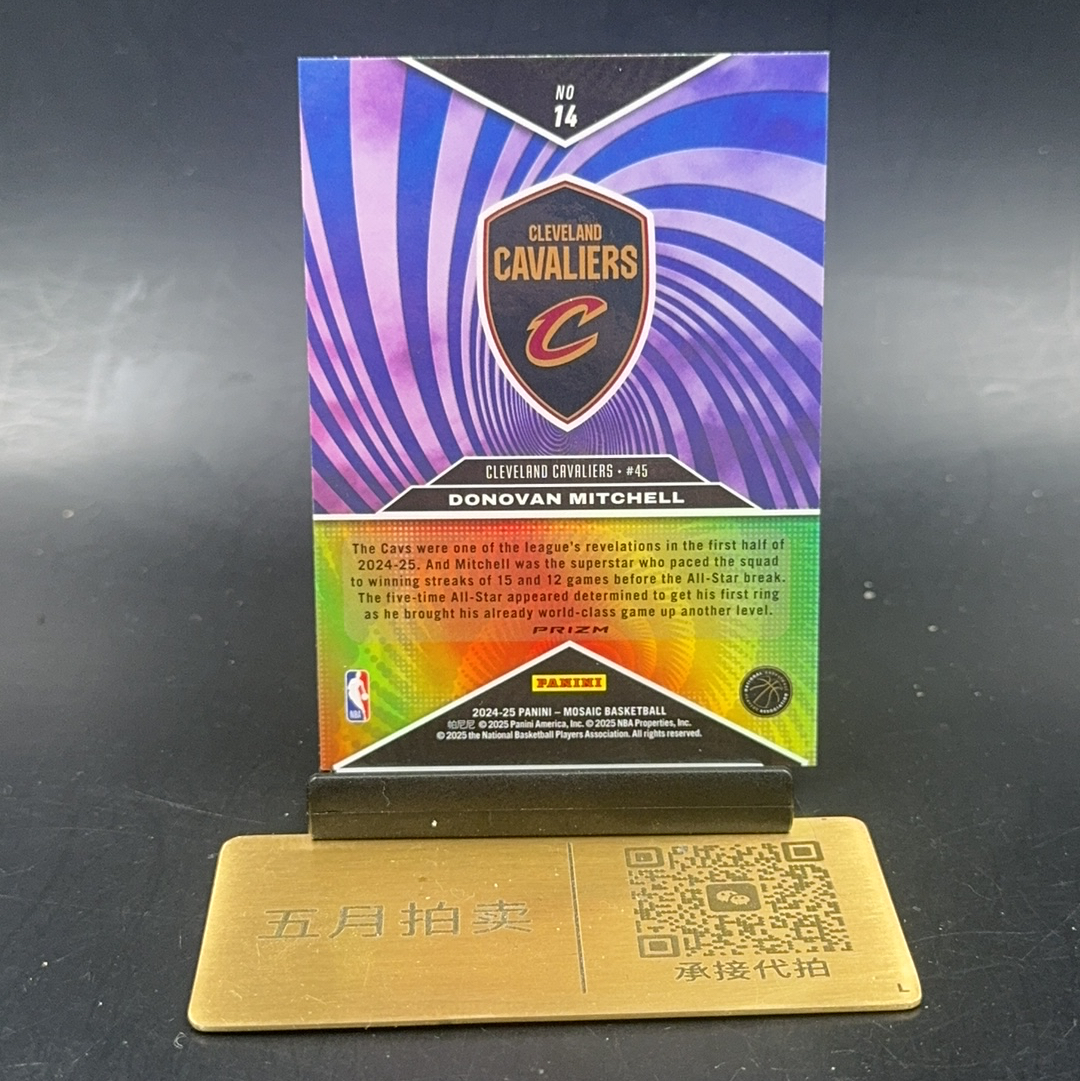 NO
14
CLEVELAND
CAVALIERS
C
CLEVELAND CAVALIERS • #45
DONOVAN MITCHELL
The Cavs were one of the league's revelations in the first half of
2024-25. And Mitchell was the superstar who paced the squad
to winning streaks of 15 and 12 games before the All-Star break.
The five-time All-Star appeared determined to get his first ring
as he brought his already world-class game up another level.
PRIZM
PANINI
NBA
2024-25 PANINI – MOSAIC BASKETBALL
帕尼尼 © 2025 Panini America, Inc. © 2025 NBA Properties, Inc.
© 2025 the National Basketball Players Association. All rights reserved.
五月拍卖
承接代拍
L